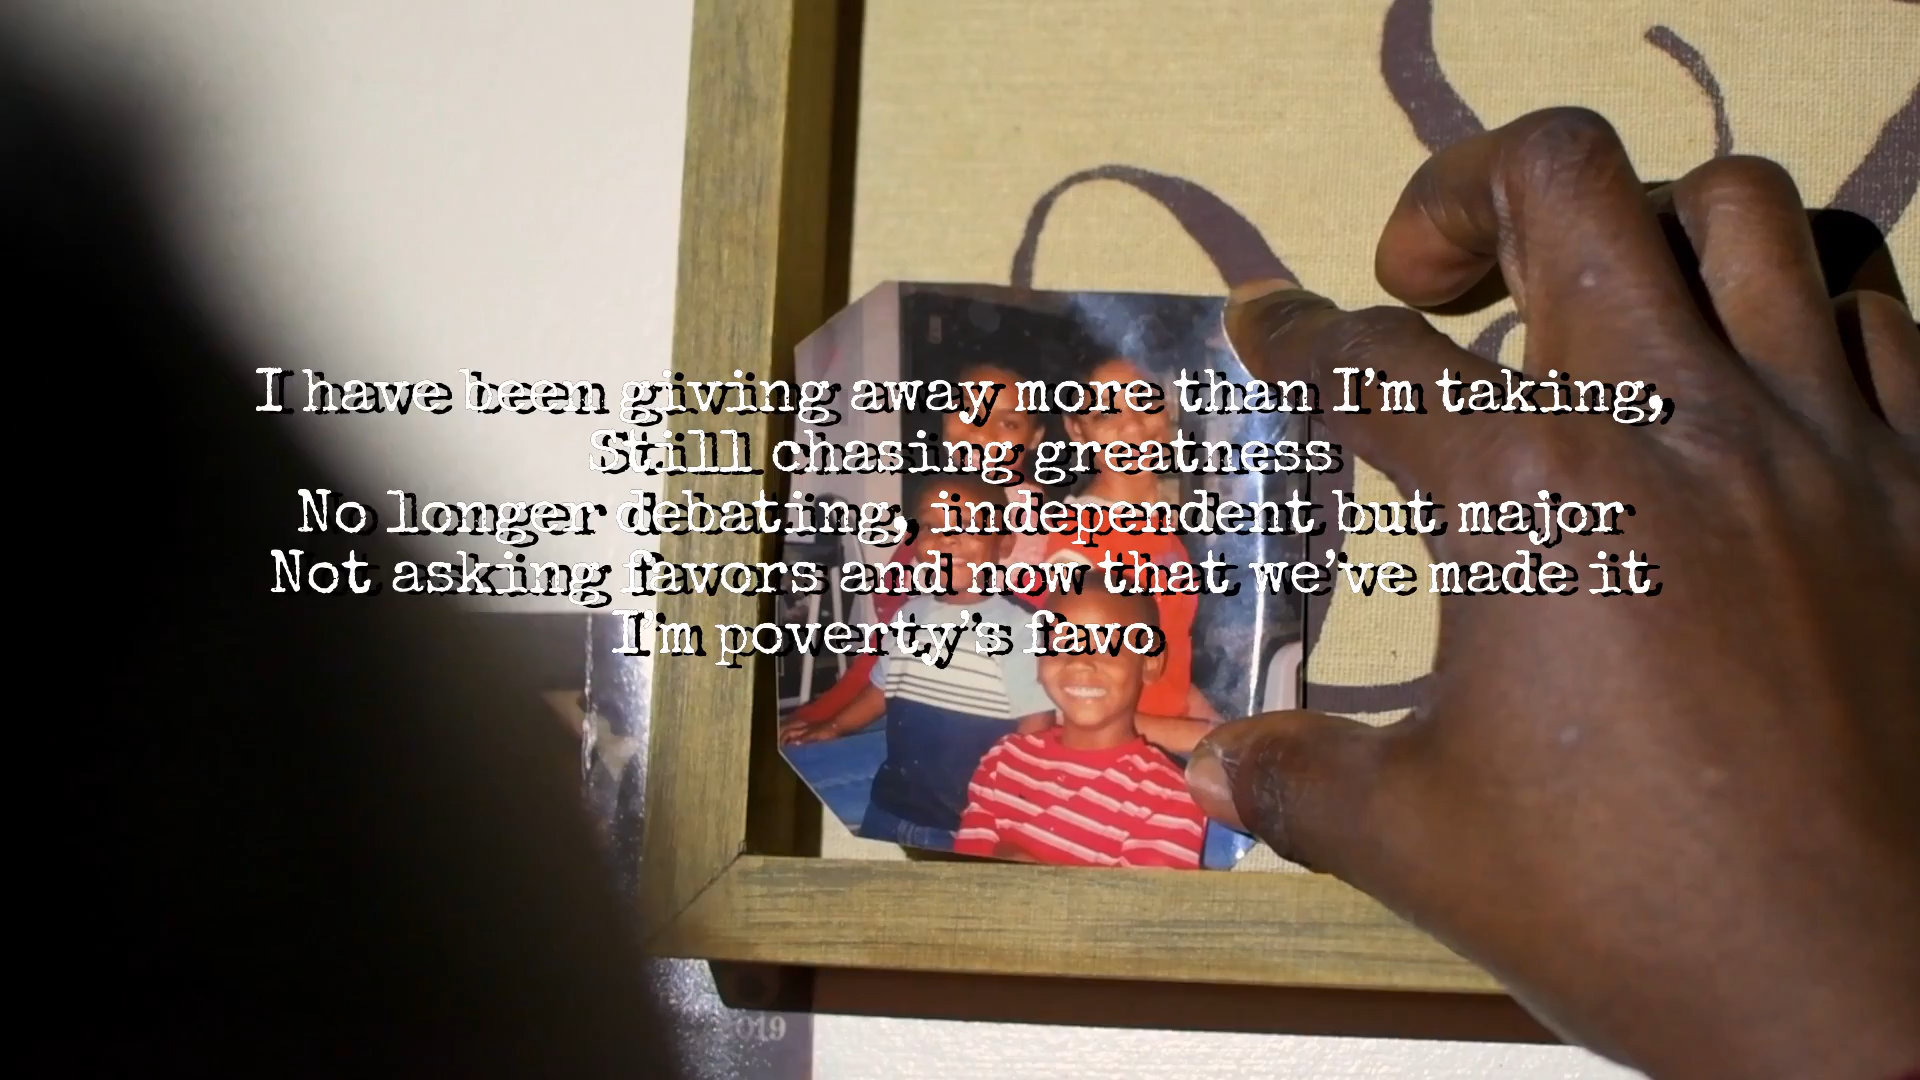 I have been giving away more than I'm taking,
Still chasing greatness
No longer debating, independent but major
Not asking favors and now that we've made it
I'm poverty's favo
2019